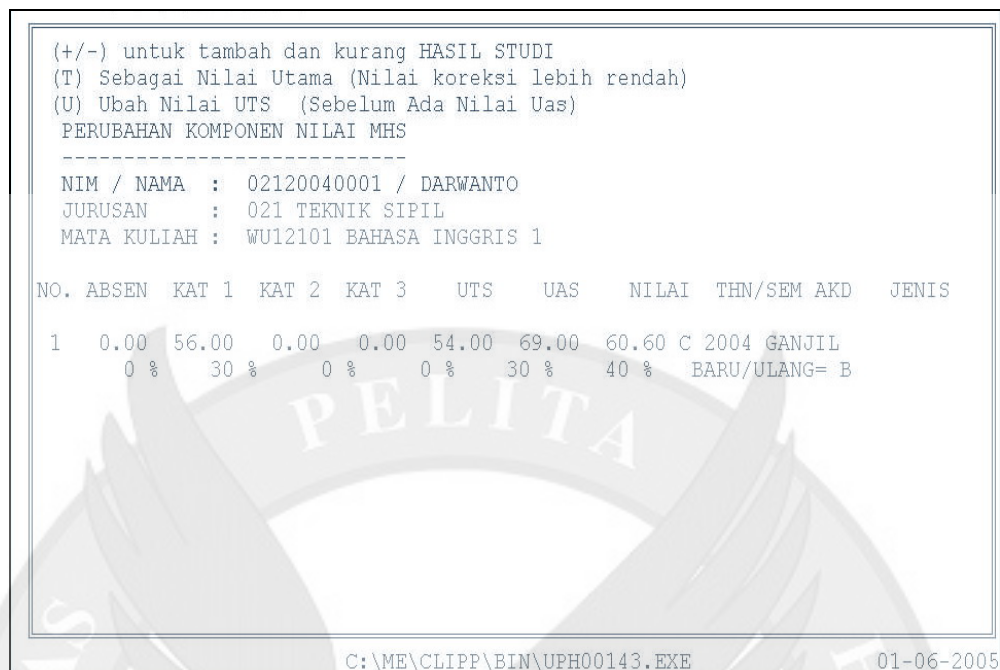 (+/-) untuk tambah dan kurang HASIL STUDI
(T) Sebagai Nilai Utama (Nilai koreksi lebih rendah)
(U) Ubah Nilai UTS (Sebelum Ada Nilai Uas)
PERUBAHAN KOMPONEN NILAI MHS
----------------------------
NIM / NAMA : 02120040001 / DARWANTO
JURUSAN : 021 TEKNIK SIPIL
MATA KULIAH : WU12101 BAHASA INGGRIS 1
NO. ABSEN KAT 1 KAT 2 KAT 3 UTS UAS NILAI THN/SEM AKD JENIS
1 0.00 56.00 0.00 0.00 54.00 69.00 60.60 C 2004 GANJIL
0 % 30 % 0 % 0 % 30 % 40 % BARU/ULANG= B
PELITA
C:\ME\CLIPP\BIN\UPH00143.EXE 01-06-2005